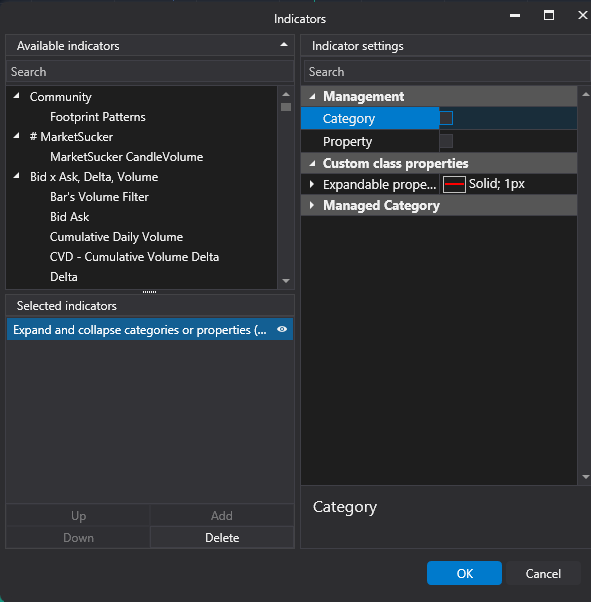 Indicators
Available indicators
Search
Community
Footprint Patterns
# MarketSucker
MarketSucker CandleVolume
Bid x Ask, Delta, Volume
Bar's Volume Filter
Bid Ask
Cumulative Daily Volume
CVD - Cumulative Volume Delta
Delta
Selected indicators
Expand and collapse categories or properties (...
Up
Add
Down
Delete
Indicator settings
Search
Management
Category
Property
Custom class properties
Expandable prope... Solid; 1px
Managed Category
Category
OK
Cancel